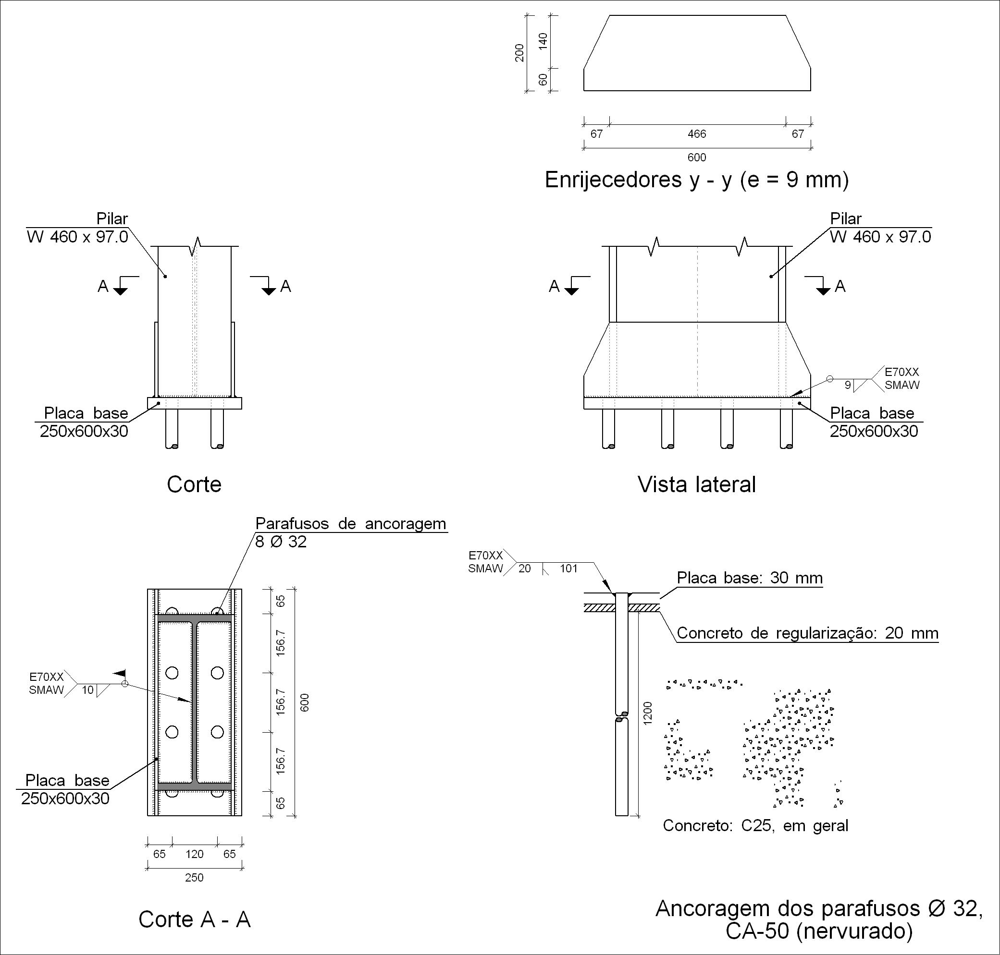 200
140
60
67
466
67
600
Enrijecedores y - y (e = 9 mm)
Pilar
W 460 x 97.0
A
A
Placa base
250x600x30
Corte
Pilar
W 460 x 97.0
A
A
E70XX
SMAW
9
Placa base
250x600x30
Vista lateral
Parafusos de ancoragem
8 Ø 32
65
156.7
156.7
156.7
65
600
E70XX
SMAW
10
Placa base
250x600x30
65
120
65
250
Corte A - A
E70XX
SMAW
20
101
Placa base: 30 mm
Concreto de regularização: 20 mm
1200
Concreto: C25, em geral
Ancoragem dos parafusos Ø 32,
CA-50 (nervurado)